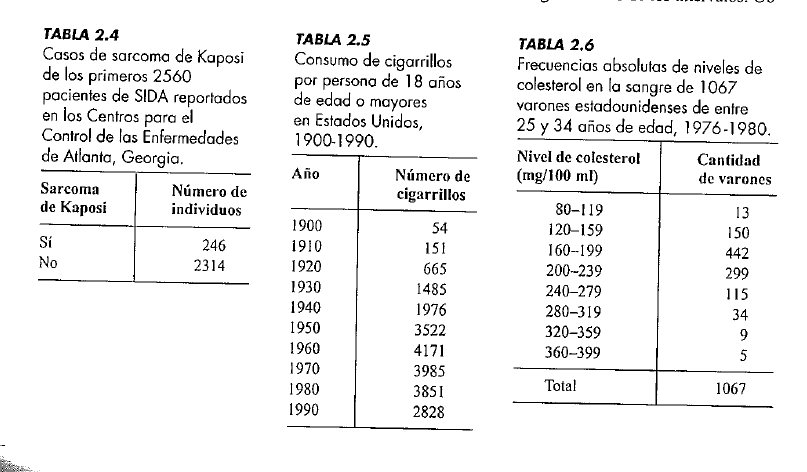 TABLA 2.4
Casos de sarcoma de Kaposi
de los primeros 2560
pacientes de SIDA reportados
en los Centros para el
Control de las Enfermedades
de Atlanta, Georgia.
Sarcoma Número de
de Kaposi individuos
Sí 246
No 2314
TABLA 2.5
Consumo de cigarrillos
por persona de 18 años
de edad o mayores
en Estados Unidos,
1900-1990.
Año Número de
cigarrillos
1900 54
1910 151
1920 665
1930 1485
1940 1976
1950 3522
1960 4171
1970 3985
1980 3851
1990 2828
TABLA 2.6
Frecuencias absolutas de niveles de
colesterol en la sangre de 1067
varones estadounidenses de entre
25 y 34 años de edad, 1976-1980.
Nivel de colesterol Cantidad
(mg/100 ml) de varones
80–119 13
120–159 150
160–199 442
200–239 299
240–279 115
280–319 34
320–359 9
360–399 5
Total 1067